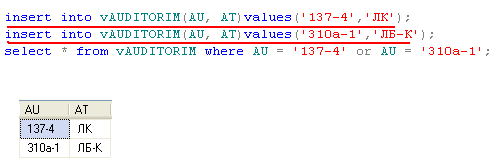 insert into vAUDITORIM(AU, AT)values('137-4','ЛК');
insert into vAUDITORIM(AU, AT)values('310a-1','ЛБ-К');
select * from vAUDITORIM where AU = '137-4' or AU = '310a-1';
AU AT
137-4 ЛК
310a-1 ЛБ-К